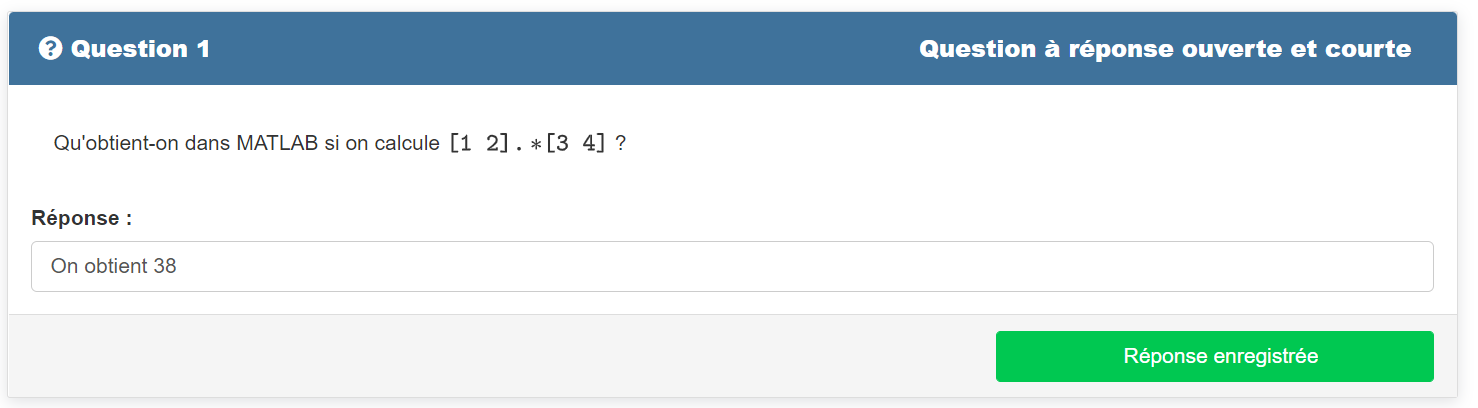 Question 1 Question à réponse ouverte et courte
Qu'obtient-on dans MATLAB si on calcule [1 2].*[3 4] ?
Réponse :
On obtient 38
Réponse enregistrée